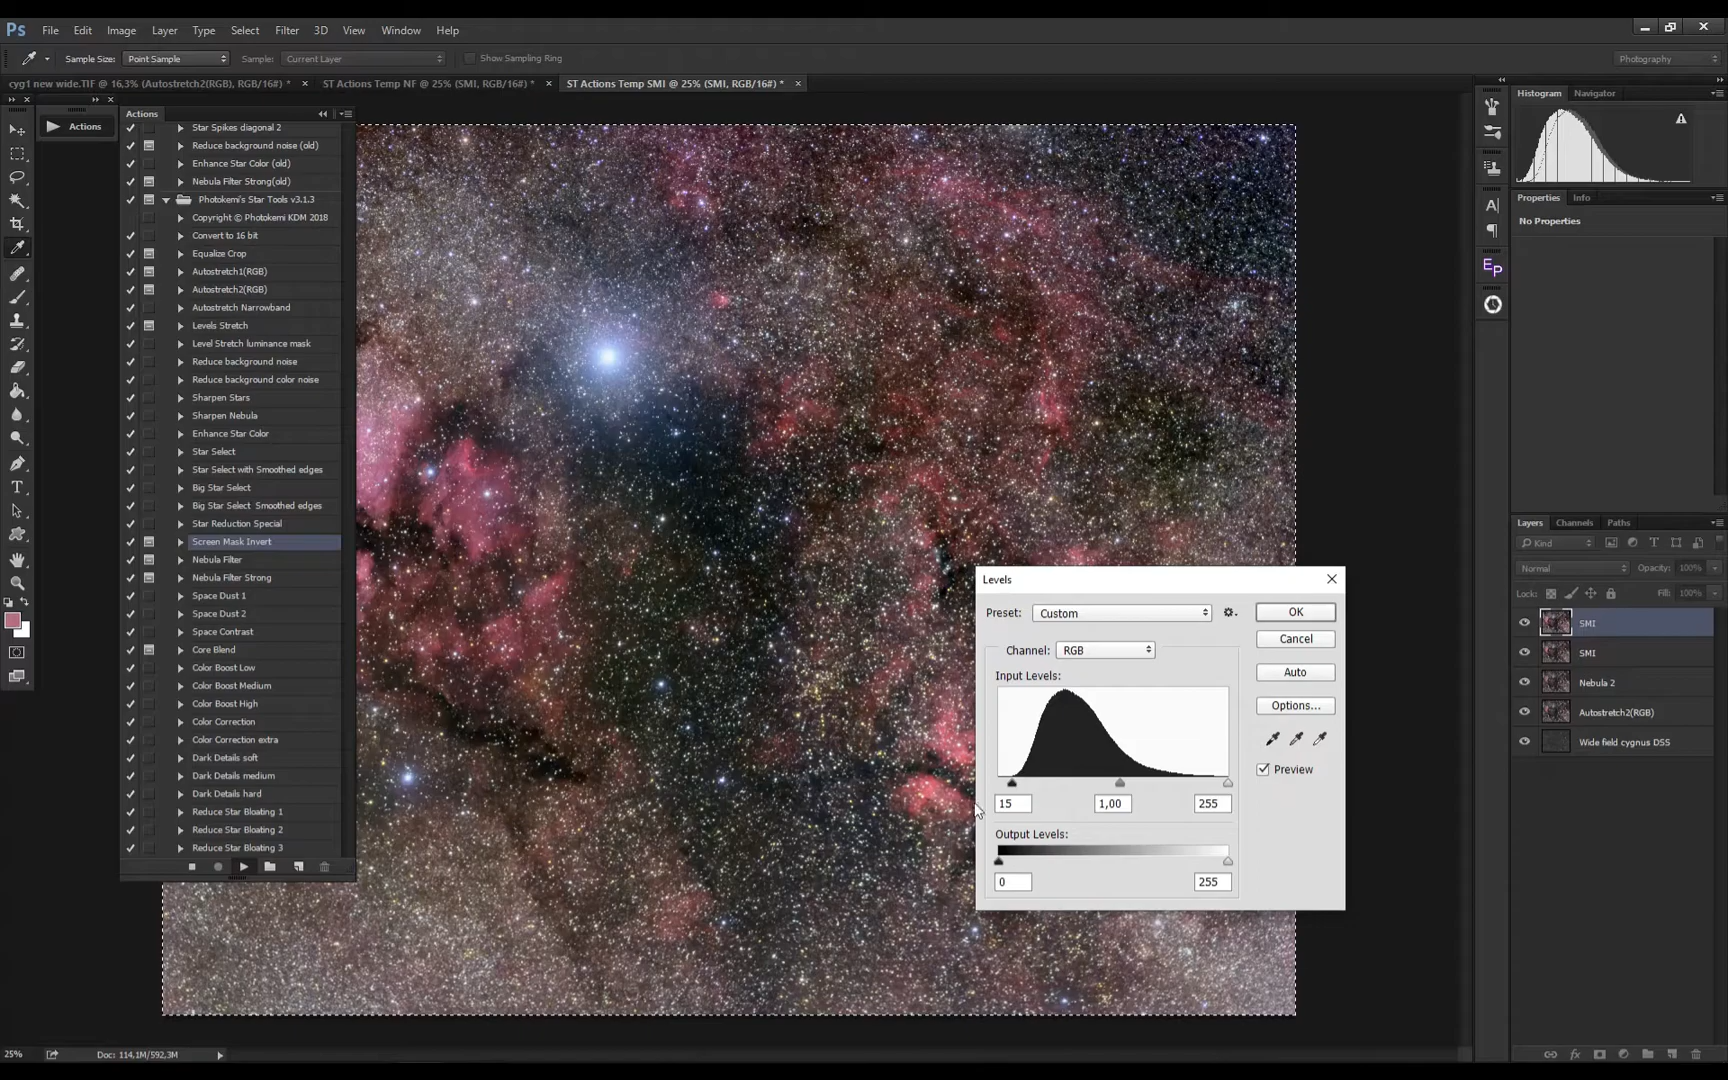 Ps File Edit Image Layer Type Select Filter 3D View Window Help
Sample Size: Point Sample Sample: Current Layer Show Sampling Ring Photography
cyg1 new wide.TIF @ 16,3% (Autostretch2(RGB), RGB/16#) * ST Actions Temp NF @ 25% (SMI, RGB/16#) * ST Actions Temp SMI @ 25% (SMI, RGB/16#) *
Histogram Navigator
Actions
Actions
Star Spikes diagonal 2
Reduce background noise (old)
Enhance Star Color (old)
Nebula Filter Strong(old)
Photokemi's Star Tools v3.1.3
Copyright © Photokemi KDM 2018
Convert to 16 bit
Equalize Crop
Autostretch1(RGB)
Autostretch2(RGB)
Autostretch Narrowband
Levels Stretch
Level Stretch luminance mask
Reduce background noise
Reduce background color noise
Sharpen Stars
Sharpen Nebula
Enhance Star Color
Star Select
Star Select with Smoothed edges
Big Star Select
Big Star Select Smoothed edges
Star Reduction Special
Screen Mask Invert
Nebula Filter
Nebula Filter Strong
Space Dust 1
Space Dust 2
Space Contrast
Core Blend
Color Boost Low
Color Boost Medium
Color Boost High
Color Correction
Color Correction extra
Dark Details soft
Dark Details medium
Dark Details hard
Reduce Star Bloating 1
Reduce Star Bloating 2
Reduce Star Bloating 3
Levels
Preset: Custom OK
Cancel
Channel: RGB
Input Levels: Auto
Options...
Preview
15 1,00 255
Output Levels:
0 255
Properties Info
No Properties
EP
Layers Channels Paths
Kind
Normal Opacity: 100%
Lock: Fill: 100%
SMI
SMI
Nebula 2
Autostretch2(RGB)
Wide field cygnus DSS
25% Doc: 114,1M/592,3M